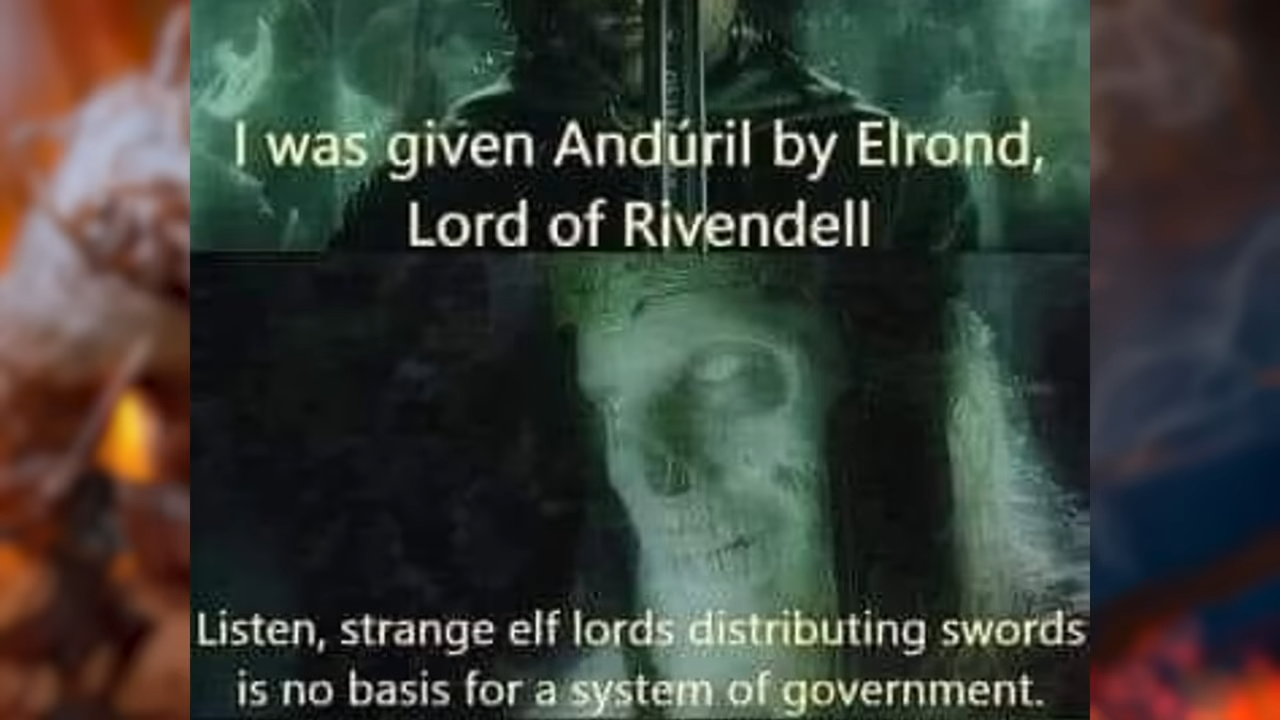 I was given Andúril by Elrond,
Lord of Rivendell
Listen, strange elf lords distributing swords
is no basis for a system of government.